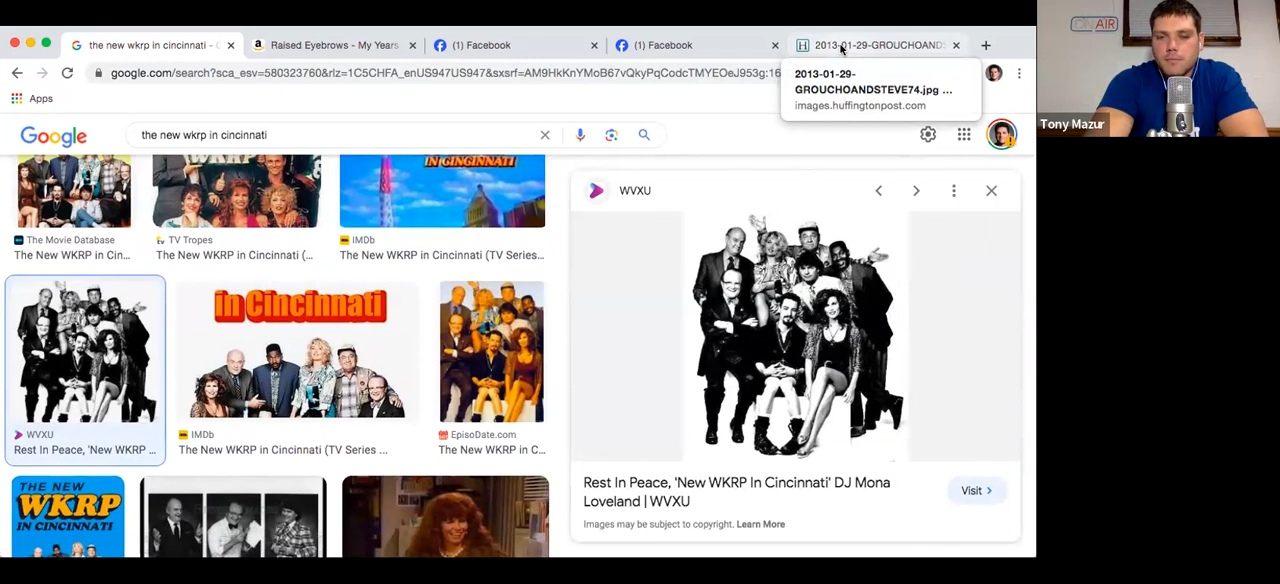 the new wkrp in cincinnati - G
Raised Eyebrows - My Years
(1) Facebook
(1) Facebook
2013-01-29-GROUCHOANDS
google.com/search?sca_esv=580323760&rlz=1C5CHFA_enUS947US947&sxsrf=AM9HkKnYMoB67vQkyPqCodcTMYEOeJ953g:16
2013-01-29-
GROUCHOANDSTEVE74.jpg ...
images.huffingtonpost.com
Apps
Google
the new wkrp in cincinnati
ON AIR
Tony Mazur
IN CINCINNATI
The Movie Database
The New WKRP in Cin...
TV Tropes
The New WKRP in Cincinnati (...
IMDb
The New WKRP in Cincinnati (TV Series...
WVXU
in Cincinnati
WVXU
Rest In Peace, 'New WKRP ...
IMDb
The New WKRP in Cincinnati (TV Series ...
EpisoDate.com
The New WKRP in C...
Rest In Peace, 'New WKRP In Cincinnati' DJ Mona
Loveland | WVXU
Visit
Images may be subject to copyright. Learn More
THE NEW
WKRP
IN CINCINNATI